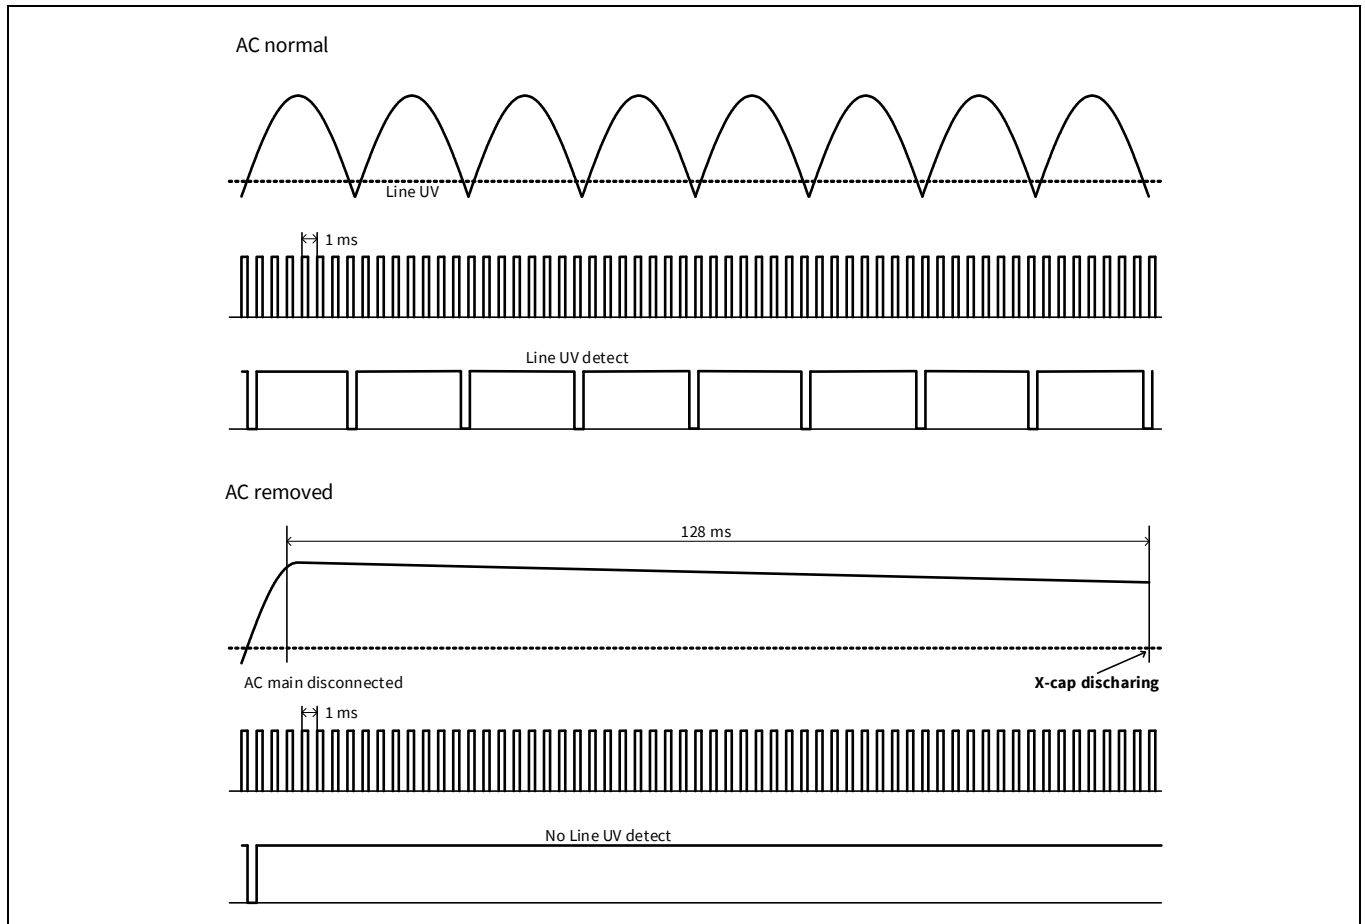 AC normal
Line UV
1 ms
Line UV detect
AC removed
128 ms
AC main disconnected
X-cap discharing
1 ms
No Line UV detect